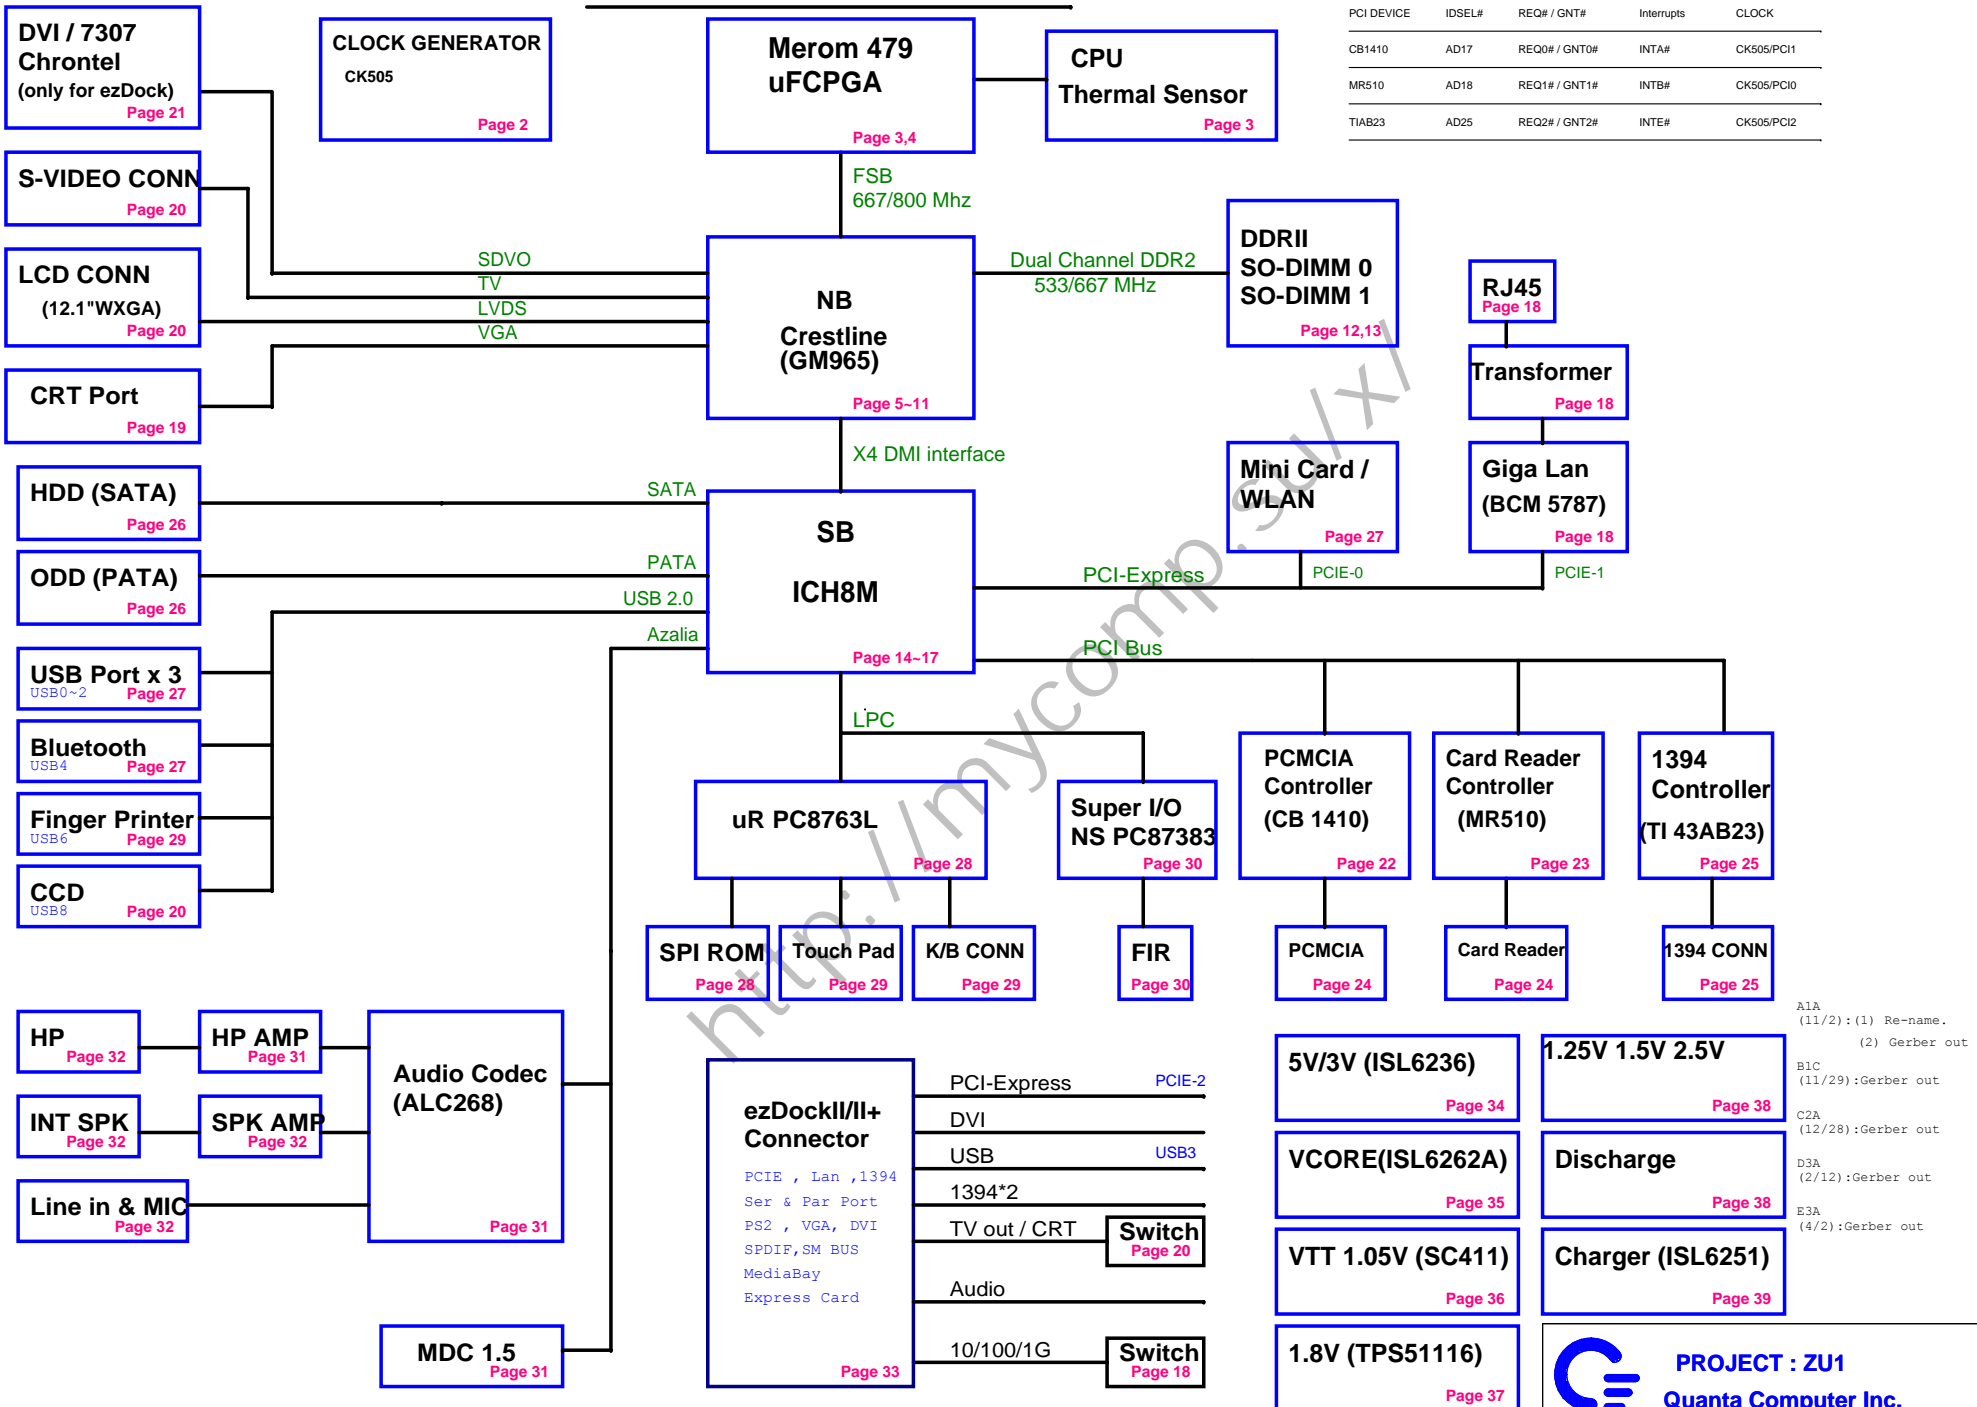 DVI / 7307
Chrontel
(only for ezDock)
Page 21
CLOCK GENERATOR
CK505
Page 2
Merom 479
uFCPGA
Page 3,4
CPU
Thermal Sensor
Page 3
PCI DEVICE IDSEL# REQ# / GNT# Interrupts CLOCK
CB1410 AD17 REQ0# / GNT0# INTA# CK505/PCI1
MR510 AD18 REQ1# / GNT1# INTB# CK505/PCI0
TIAB23 AD25 REQ2# / GNT2# INTE# CK505/PCI2
S-VIDEO CONN
Page 20
FSB
667/800 Mhz
LCD CONN
(12.1"WXGA)
Page 20
SDVO
TV
LVDS
VGA
NB
Crestline
(GM965)
Page 5~11
Dual Channel DDR2
533/667 MHz
DDRII
SO-DIMM 0
SO-DIMM 1
Page 12,13
RJ45
Page 18
Transformer
Page 18
CRT Port
Page 19
X4 DMI interface
Mini Card /
WLAN
Page 27
Giga Lan
(BCM 5787)
Page 18
HDD (SATA)
Page 26
SATA
ODD (PATA)
Page 26
PATA
USB 2.0
Azalia
SB
ICH8M
Page 14~17
PCI-Express
PCIE-0
PCIE-1
PCI Bus
USB Port x 3
USB0~2 Page 27
Bluetooth
USB4 Page 27
Finger Printer
USB6 Page 29
CCD
USB8 Page 20
LPC
uR PC8763L
Page 28
Super I/O
NS PC87383
Page 30
PCMCIA
Controller
(CB 1410)
Page 22
Card Reader
Controller
(MR510)
Page 23
1394
Controller
(TI 43AB23)
Page 25
SPI ROM
Page 28
Touch Pad
Page 29
K/B CONN
Page 29
FIR
Page 30
PCMCIA
Page 24
Card Reader
Page 24
1394 CONN
Page 25
http://mycomp.su/x/
HP
Page 32
HP AMP
Page 31
INT SPK
Page 32
SPK AMP
Page 32
Line in & MIC
Page 32
Audio Codec
(ALC268)
Page 31
MDC 1.5
Page 31
ezDockII/II+
Connector
PCIE , Lan ,1394
Ser & Par Port
PS2 , VGA, DVI
SPDIF,SM BUS
MediaBay
Express Card
Page 33
PCI-Express PCIE-2
DVI
USB USB3
1394*2
TV out / CRT
Switch
Page 20
Audio
10/100/1G
Switch
Page 18
5V/3V (ISL6236)
Page 34
1.25V 1.5V 2.5V
Page 38
VCORE(ISL6262A)
Page 35
Discharge
Page 38
VTT 1.05V (SC411)
Page 36
Charger (ISL6251)
Page 39
1.8V (TPS51116)
Page 37
A1A
(11/2):(1) Re-name.
(2) Gerber out
B1C
(11/29):Gerber out
C2A
(12/28):Gerber out
D3A
(2/12):Gerber out
E3A
(4/2):Gerber out
PROJECT : ZU1
Quanta Computer Inc.